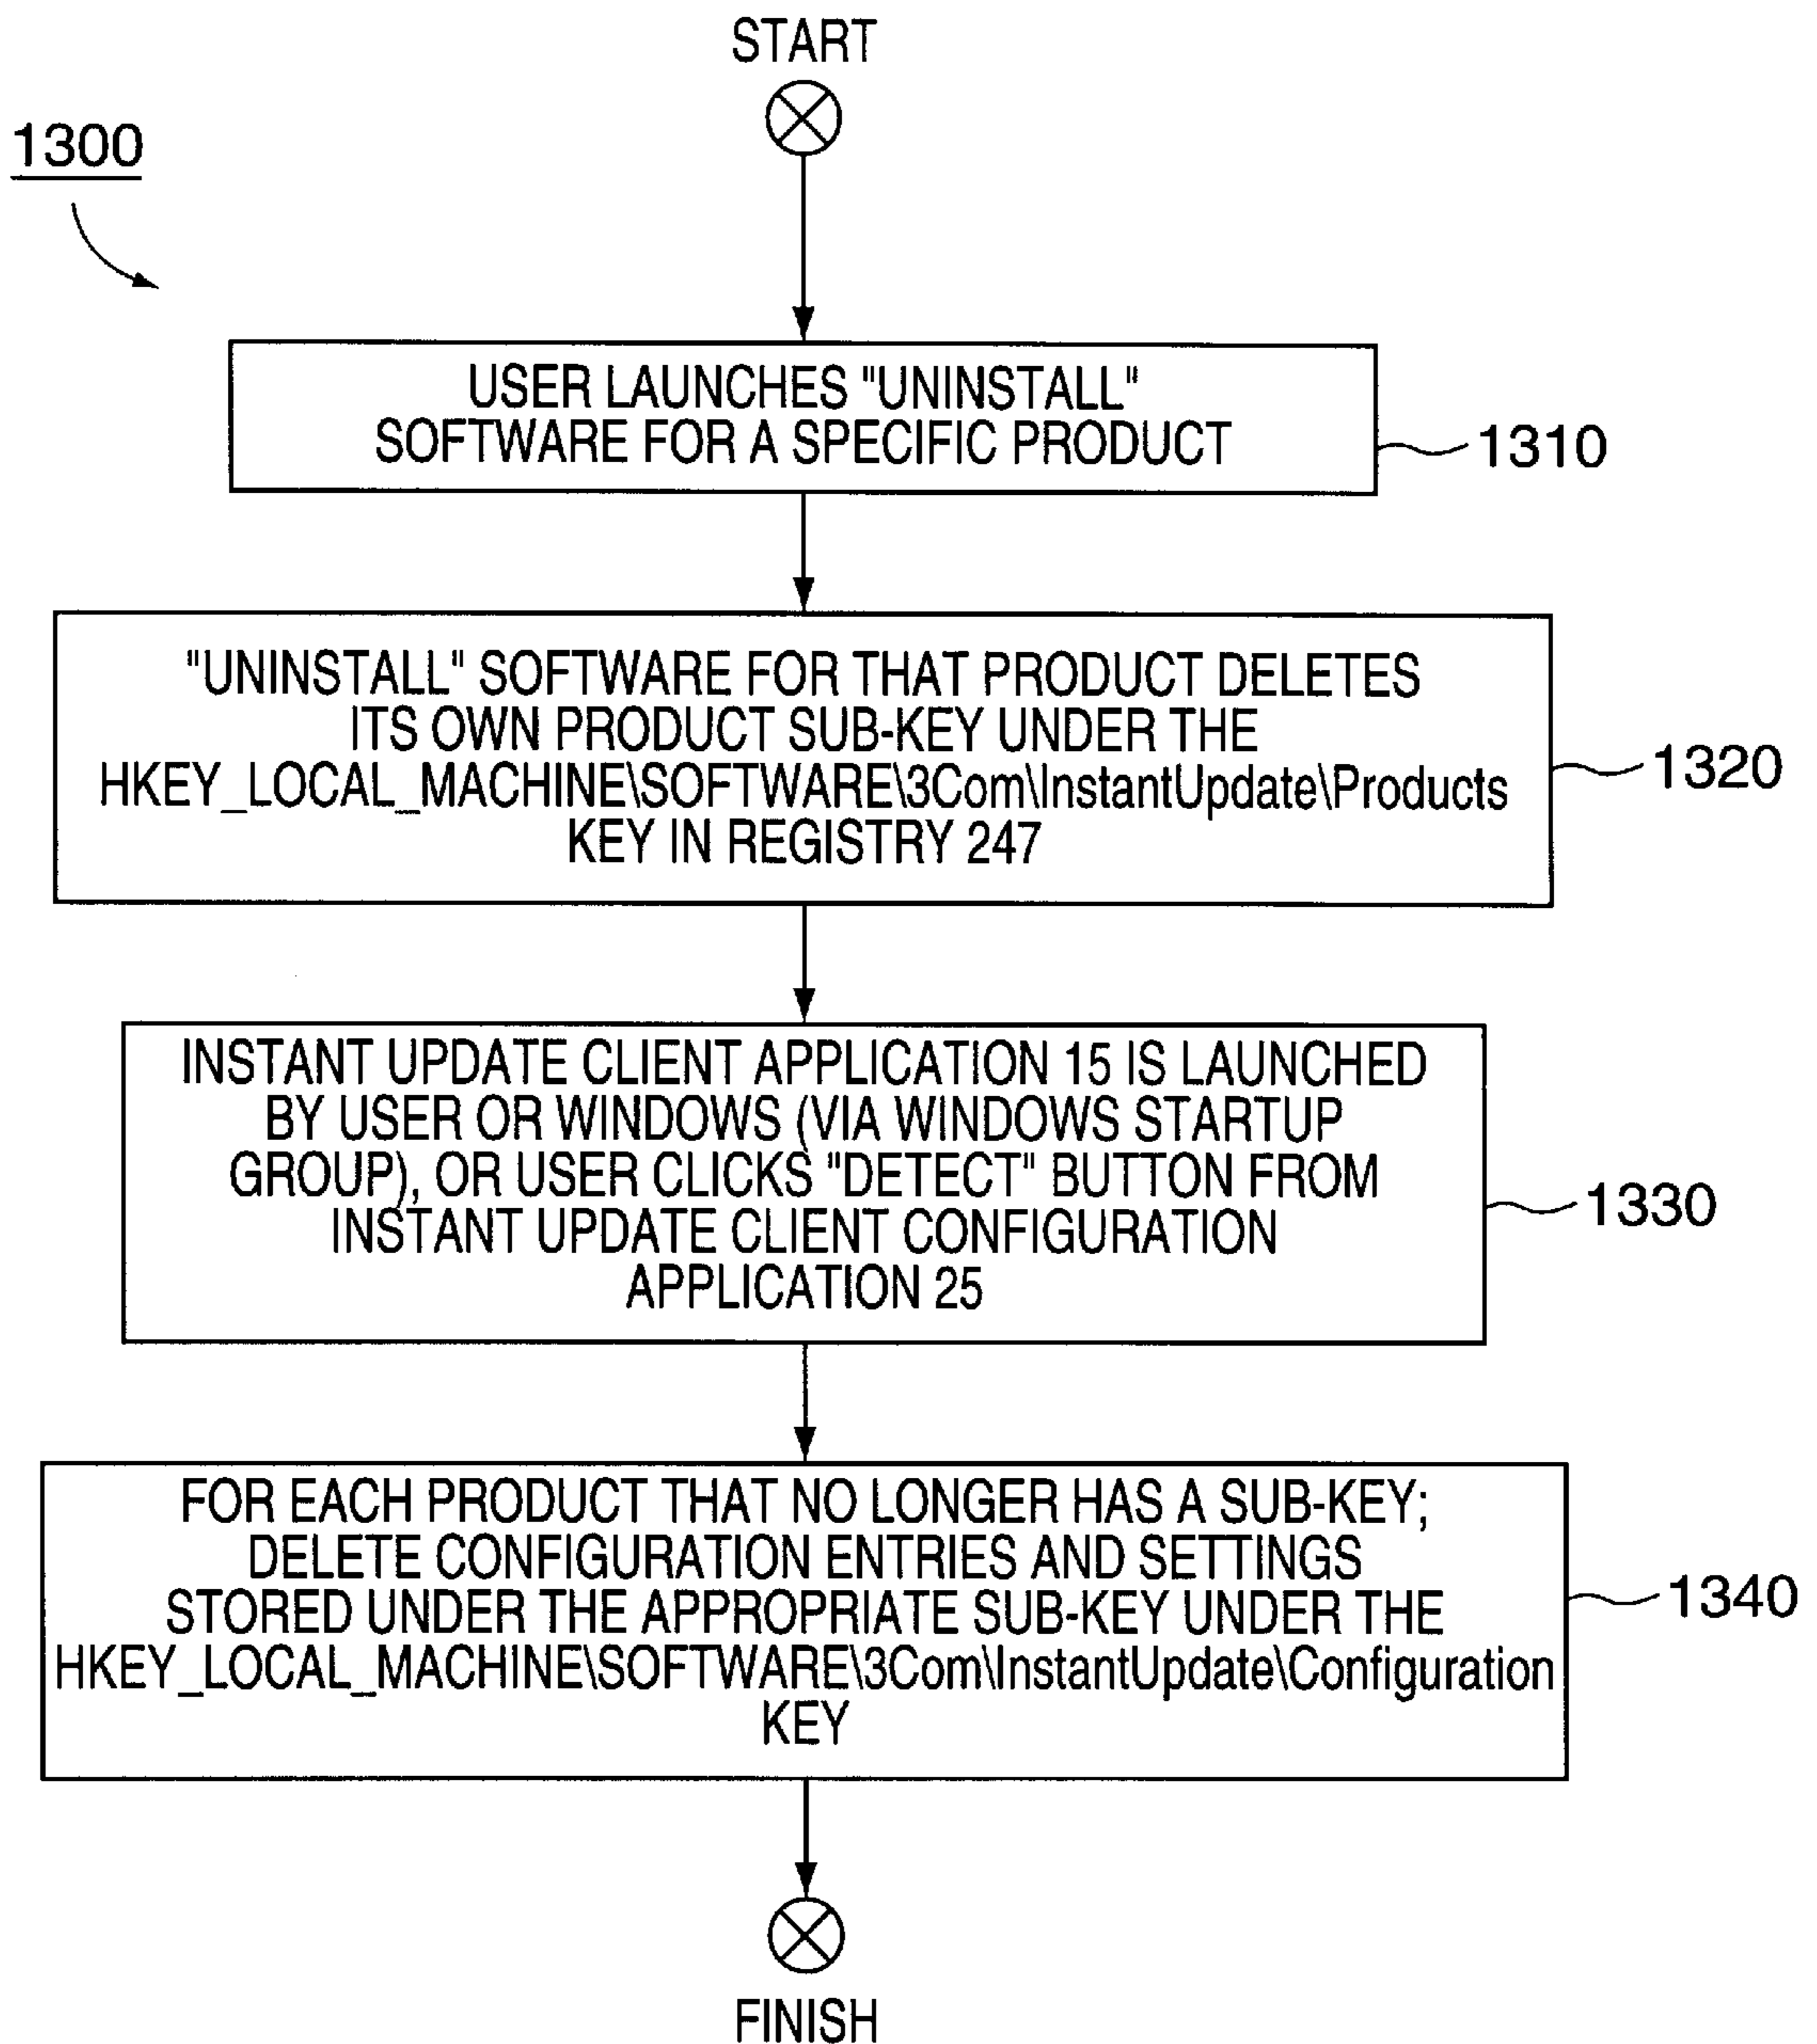 START
1300
USER LAUNCHES "UNINSTALL"
SOFTWARE FOR A SPECIFIC PRODUCT
1310
"UNINSTALL" SOFTWARE FOR THAT PRODUCT DELETES
ITS OWN PRODUCT SUB-KEY UNDER THE
HKEY_LOCAL_MACHINE\SOFTWARE\3Com\InstantUpdate\Products
KEY IN REGISTRY 247
1320
INSTANT UPDATE CLIENT APPLICATION 15 IS LAUNCHED
BY USER OR WINDOWS (VIA WINDOWS STARTUP
GROUP), OR USER CLICKS "DETECT" BUTTON FROM
INSTANT UPDATE CLIENT CONFIGURATION
APPLICATION 25
1330
FOR EACH PRODUCT THAT NO LONGER HAS A SUB-KEY;
DELETE CONFIGURATION ENTRIES AND SETTINGS
STORED UNDER THE APPROPRIATE SUB-KEY UNDER THE
HKEY_LOCAL_MACHINE\SOFTWARE\3Com\InstantUpdate\Configuration
KEY
1340
FINISH